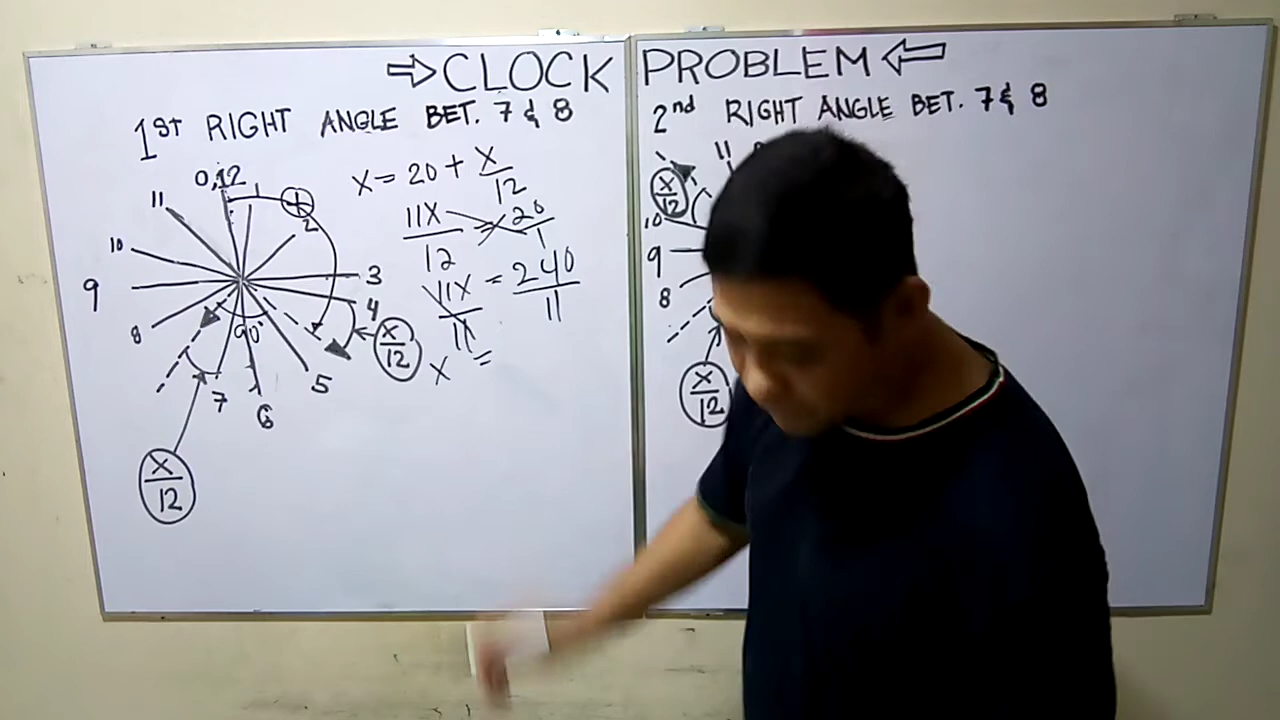 ⇒ CLOCK PROBLEM ⇐
1ST RIGHT ANGLE BET. 7 & 8
0,12
1
2
3
4
5
6
7
8
9
10
11
90°
x/12
x/12
x = 20 + x/12
11x/12 = 20/1
11x/11 = 240/11
x =
2nd RIGHT ANGLE BET. 7 & 8
11
10
9
8
x/12
x/12